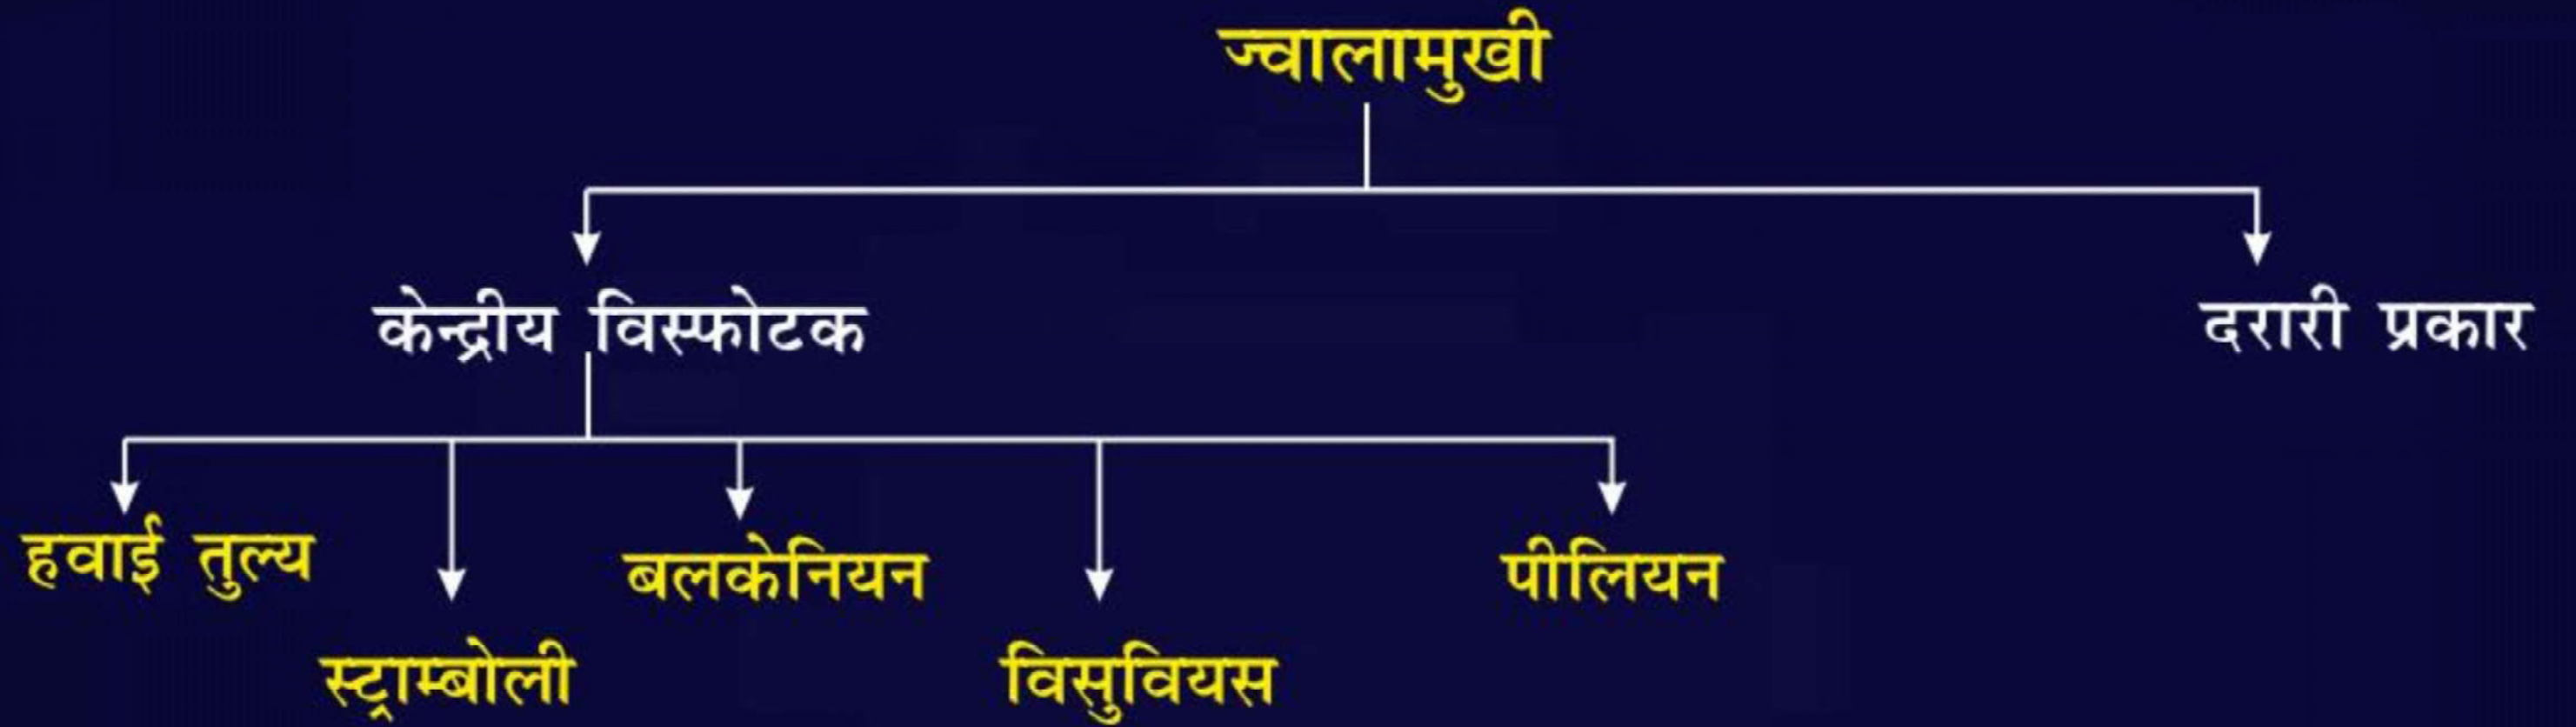 ज्वालामुखी
केन्द्रीय विस्फोटक
दरारी प्रकार
हवाई तुल्य
स्ट्राम्बोली
बलकेनियन
विसुवियस
पीलियन